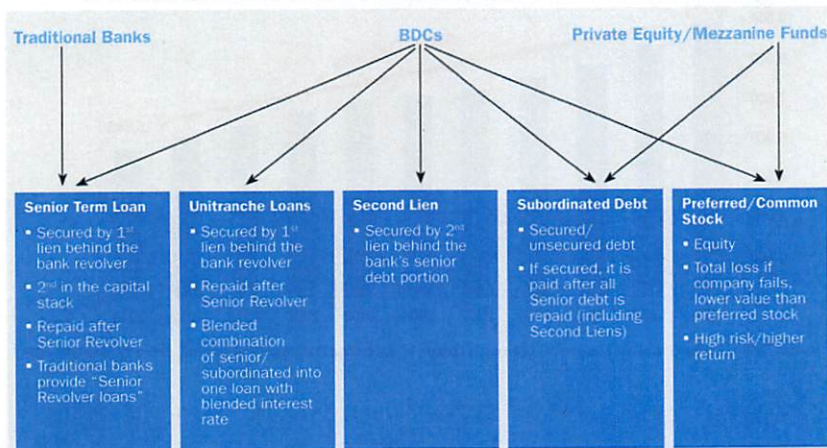 Traditional Banks
BDCs
Private Equity/Mezzanine Funds
Senior Term Loan
▪ Secured by 1st
lien behind the
bank revolver
▪ 2nd in the capital
stack
▪ Repaid after
Senior Revolver
▪ Traditional banks
provide “Senior
Revolver loans”
Unitranche Loans
▪ Secured by 1st
lien behind the
bank revolver
▪ Repaid after
Senior Revolver
▪ Blended
combination
of senior/
subordinated into
one loan with
blended interest
rate
Second Lien
▪ Secured by 2nd
lien behind the
bank’s senior
debt portion
Subordinated Debt
▪ Secured/
unsecured debt
▪ If secured, it is
paid after all
Senior debt is
repaid (including
Second Liens)
Preferred/Common
Stock
▪ Equity
▪ Total loss if
company fails,
lower value than
preferred stock
▪ High risk/higher
return